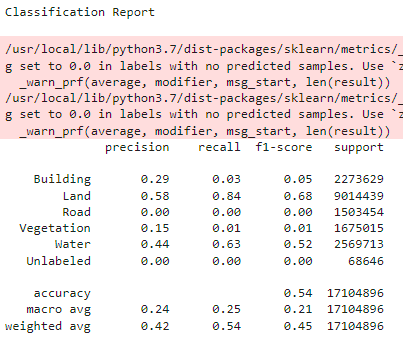 Classification Report
/usr/local/lib/python3.7/dist-packages/sklearn/metrics/_
g set to 0.0 in labels with no predicted samples. Use `z
_warn_prf(average, modifier, msg_start, len(result))
/usr/local/lib/python3.7/dist-packages/sklearn/metrics/_
g set to 0.0 in labels with no predicted samples. Use `z
_warn_prf(average, modifier, msg_start, len(result))
precision recall f1-score support
Building 0.29 0.03 0.05 2273629
Land 0.58 0.84 0.68 9014439
Road 0.00 0.00 0.00 1503454
Vegetation 0.15 0.01 0.01 1675015
Water 0.44 0.63 0.52 2569713
Unlabeled 0.00 0.00 0.00 68646
accuracy 0.54 17104896
macro avg 0.24 0.25 0.21 17104896
weighted avg 0.42 0.54 0.45 17104896